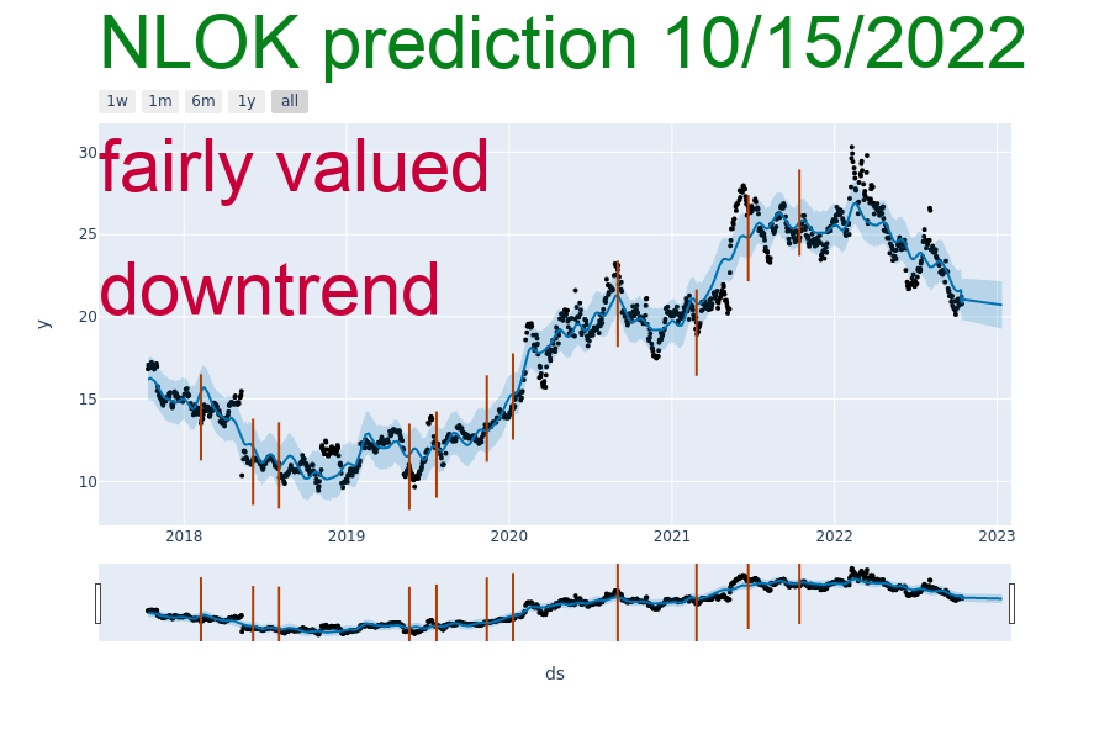 NLOK prediction 10/15/2022
1w 1m 6m 1y all
fairly valued
downtrend
30
25
20
15
10
y
2018 2019 2020 2021 2022 2023
ds